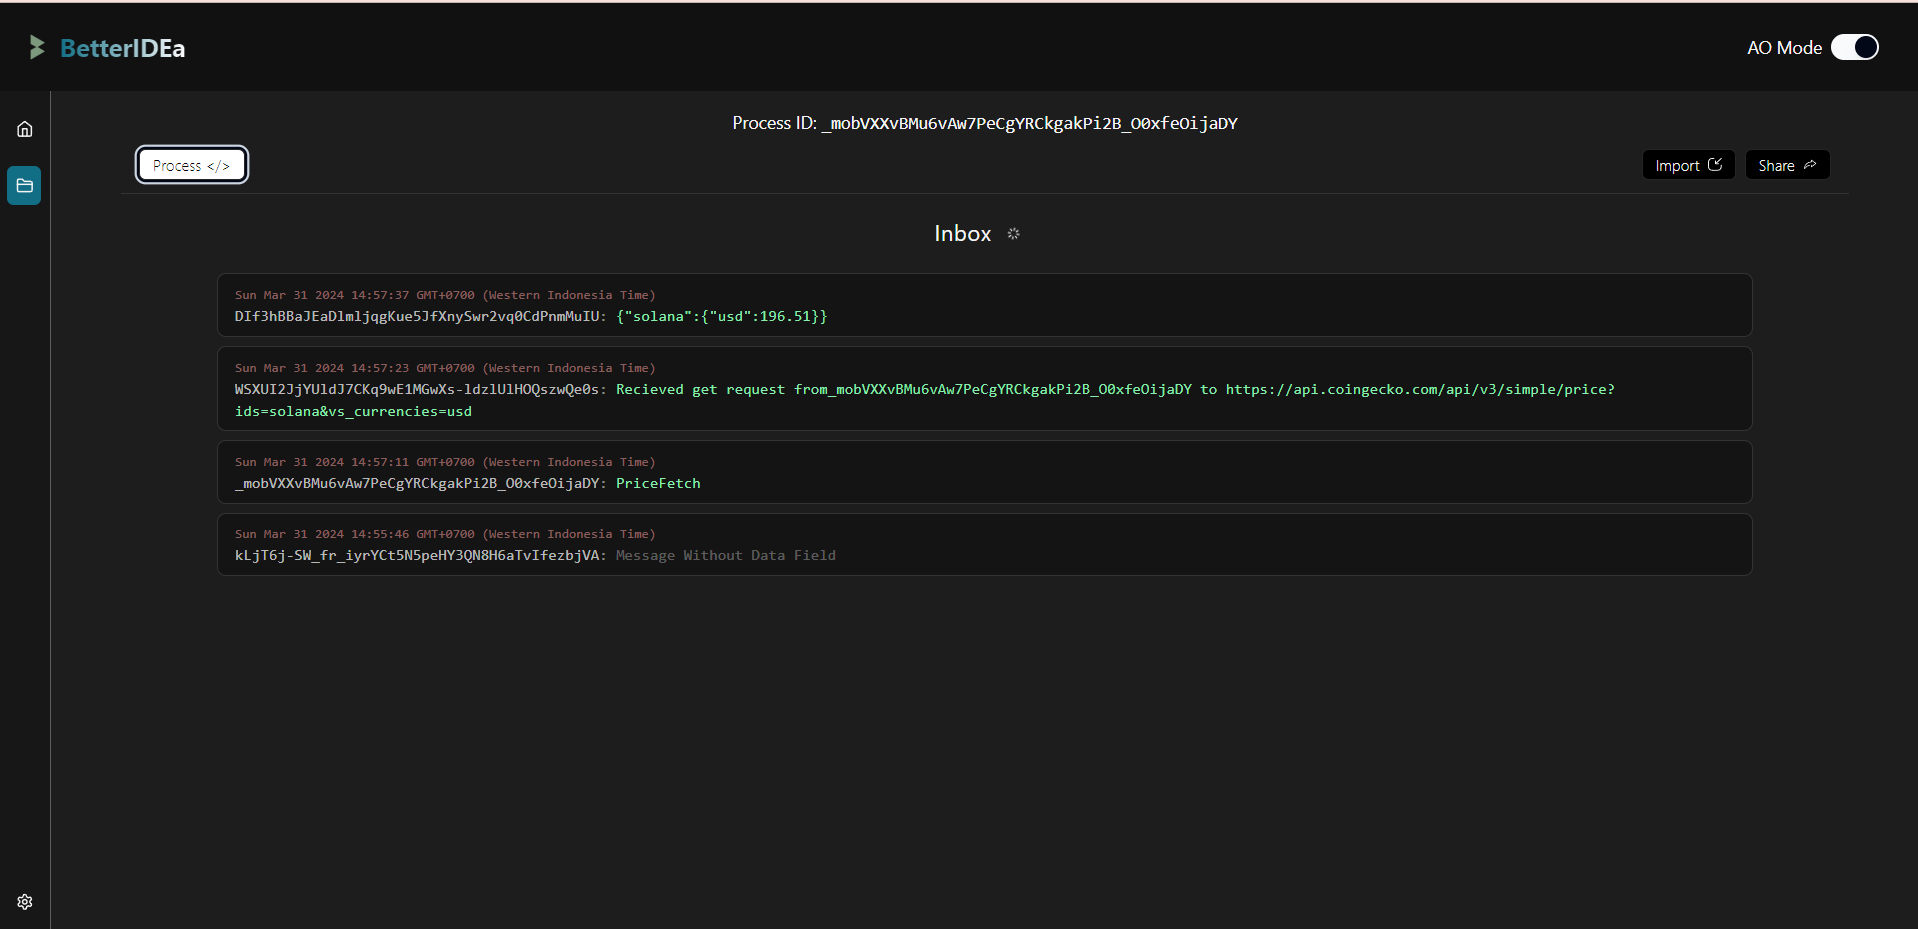 BetterIDEa
AO Mode
Process ID: _mobVXXvBMu6vAw7PeCgYRCkgakPi2B_O0xfeOijaDY
Process </>
Import
Share
Inbox
Sun Mar 31 2024 14:57:37 GMT+0700 (Western Indonesia Time)
DIf3hBBaJEaDlmljqgKue5JfXnySwr2vq0CdPnmMuIU: {"solana":{"usd":196.51}}
Sun Mar 31 2024 14:57:23 GMT+0700 (Western Indonesia Time)
WSXUI2JjYUldJ7CKq9wE1MGwXs-ldzlUlHOQszwQe0s: Recieved get request from_mobVXXvBMu6vAw7PeCgYRCkgakPi2B_O0xfeOijaDY to https://api.coingecko.com/api/v3/simple/price?
ids=solana&vs_currencies=usd
Sun Mar 31 2024 14:57:11 GMT+0700 (Western Indonesia Time)
_mobVXXvBMu6vAw7PeCgYRCkgakPi2B_O0xfeOijaDY: PriceFetch
Sun Mar 31 2024 14:55:46 GMT+0700 (Western Indonesia Time)
kLjT6j-SW_fr_iyrYCt5N5peHY3QN8H6aTvIfezbjVA: Message Without Data Field